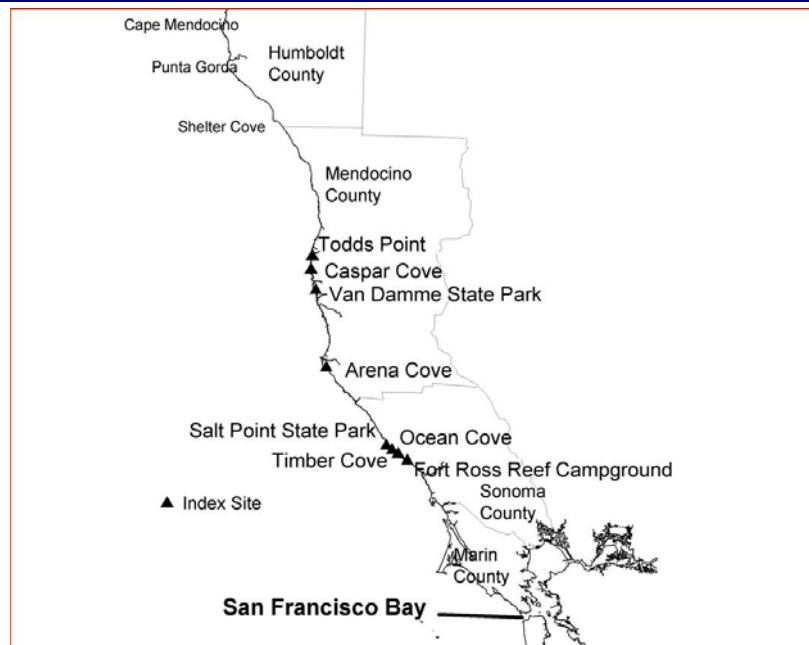 Cape Mendocino
Humboldt
County
Punta Gorda
Shelter Cove
Mendocino
County
Todds Point
Caspar Cove
Van Damme State Park
Arena Cove
Salt Point State Park
Ocean Cove
Timber Cove
Fort Ross Reef Campground
Sonoma
County
Index Site
Marin
County
San Francisco Bay